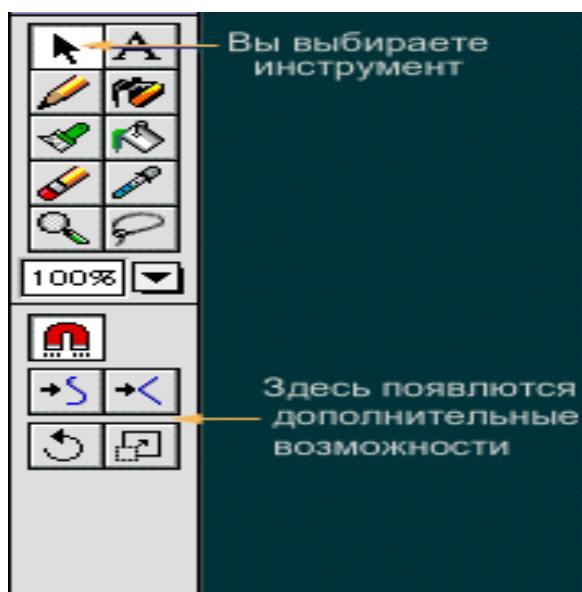 A
Вы выбираете
инструмент
100%
Здесь появлются
дополнительные
возможности